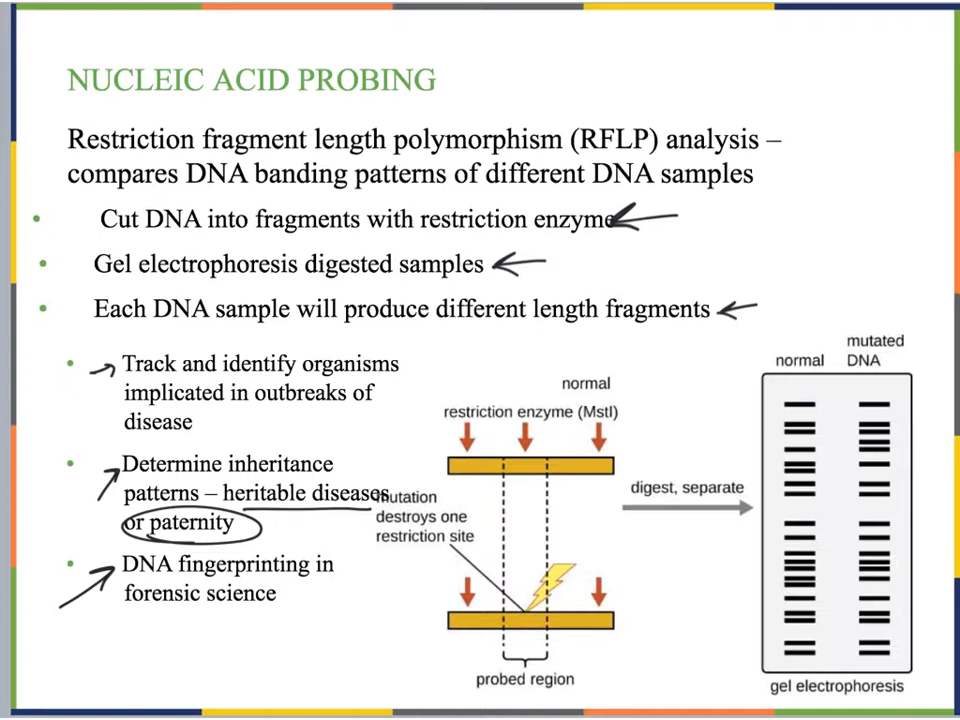 NUCLEIC ACID PROBING
Restriction fragment length polymorphism (RFLP) analysis –
compares DNA banding patterns of different DNA samples
• Cut DNA into fragments with restriction enzyme
• Gel electrophoresis digested samples
• Each DNA sample will produce different length fragments
• Track and identify organisms
implicated in outbreaks of
disease
• Determine inheritance
patterns – heritable diseases
or paternity
• DNA fingerprinting in
forensic science
normal
restriction enzyme (MstI)
mutation
destroys one
restriction site
probed region
digest, separate
normal
mutated
DNA
gel electrophoresis